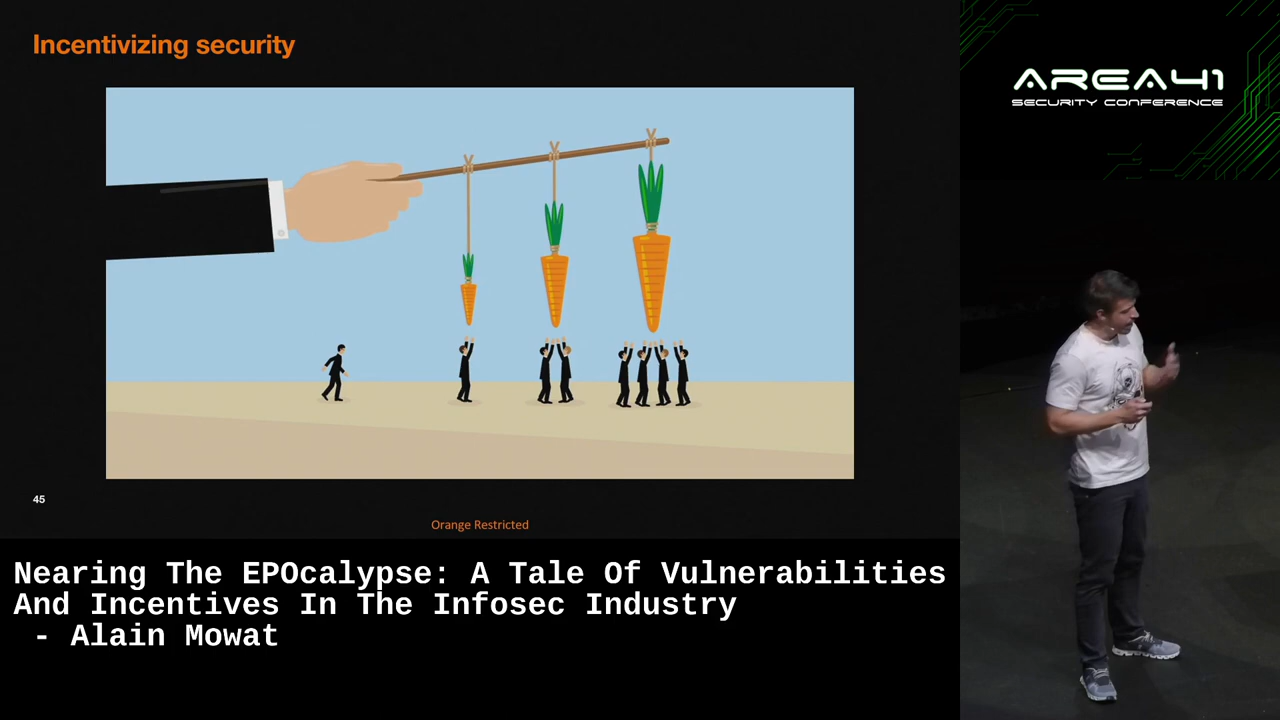 Incentivizing security
AREA41
SECURITY CONFERENCE
45
Orange Restricted
Nearing The EPOcalypse: A Tale Of Vulnerabilities
And Incentives In The Infosec Industry
- Alain Mowat